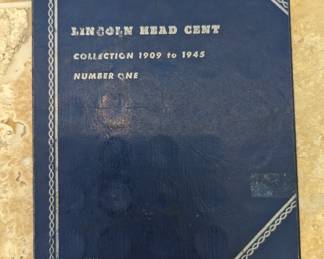 LINCOLN HEAD CENT
COLLECTION 1909 to 1945
NUMBER ONE